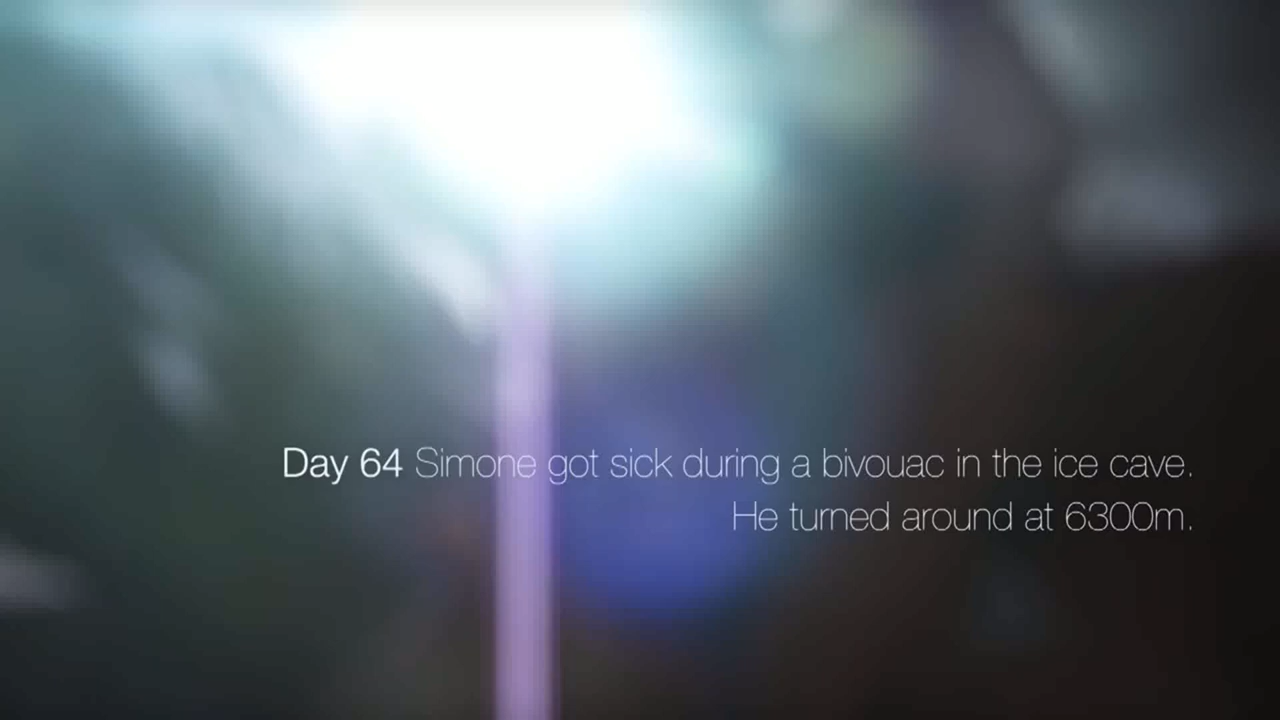 Day 64 Simone got sick during a bivouac in the ice cave.
He turned around at 6300m.